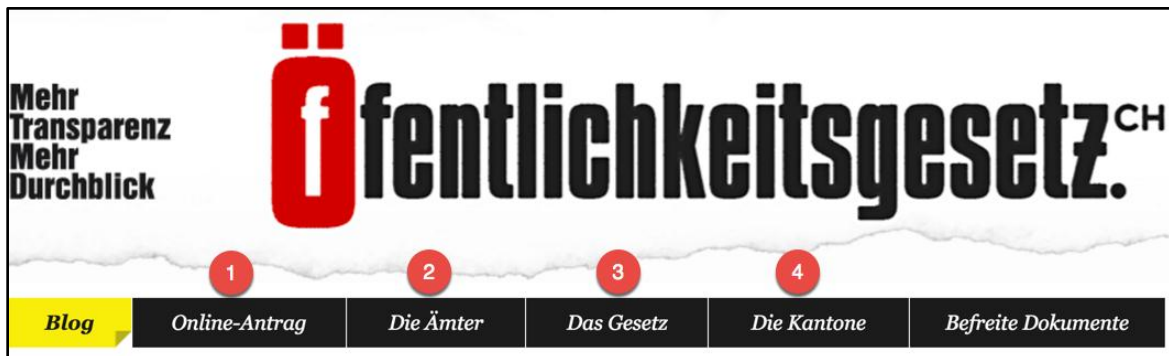 Mehr
Transparenz
Mehr
Durchblick
Öffentlichkeitsgesetz.CH
1 2 3 4
Blog Online-Antrag Die Ämter Das Gesetz Die Kantone Befreite Dokumente